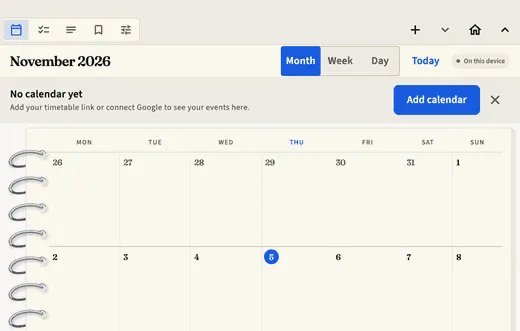 November 2026
Month Week Day Today On this device
No calendar yet
Add your timetable link or connect Google to see your events here.
Add calendar
MON TUE WED THU FRI SAT SUN
26 27 28 29 30 31 1
2 3 4 5 6 7 8